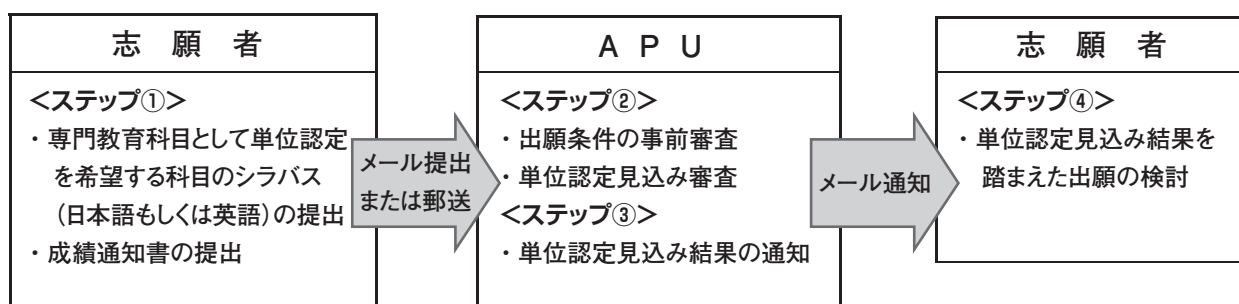 志 願 者
<ステップ①>
・専門教育科目として単位認定
を希望する科目のシラバス
(日本語もしくは英語)の提出
・成績通知書の提出
メール提出
または郵送
A P U
<ステップ②>
・出願条件の事前審査
・単位認定見込み審査
<ステップ③>
・単位認定見込み結果の通知
メール通知
志 願 者
<ステップ④>
・単位認定見込み結果を
踏まえた出願の検討